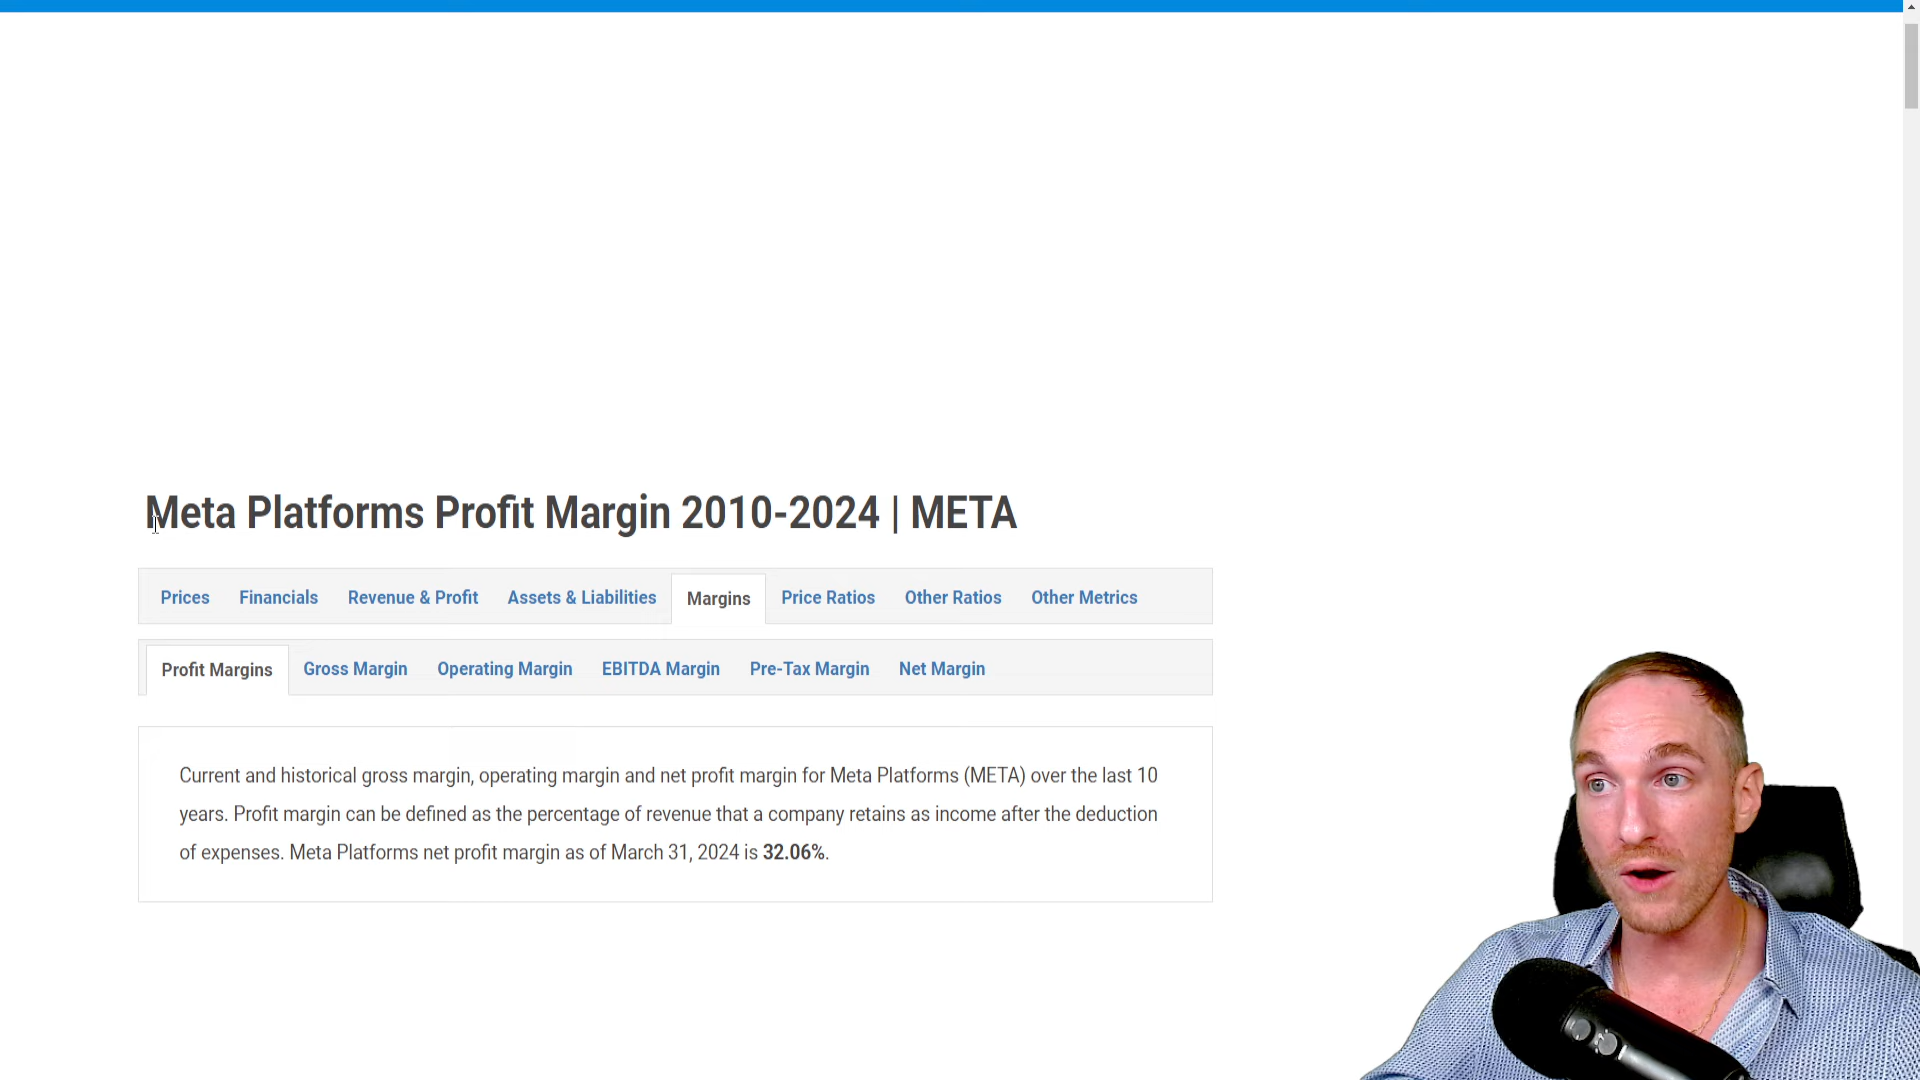 Meta Platforms Profit Margin 2010-2024 | META
Prices Financials Revenue & Profit Assets & Liabilities Margins Price Ratios Other Ratios Other Metrics
Profit Margins Gross Margin Operating Margin EBITDA Margin Pre-Tax Margin Net Margin
Current and historical gross margin, operating margin and net profit margin for Meta Platforms (META) over the last 10
years. Profit margin can be defined as the percentage of revenue that a company retains as income after the deduction
of expenses. Meta Platforms net profit margin as of March 31, 2024 is 32.06%.